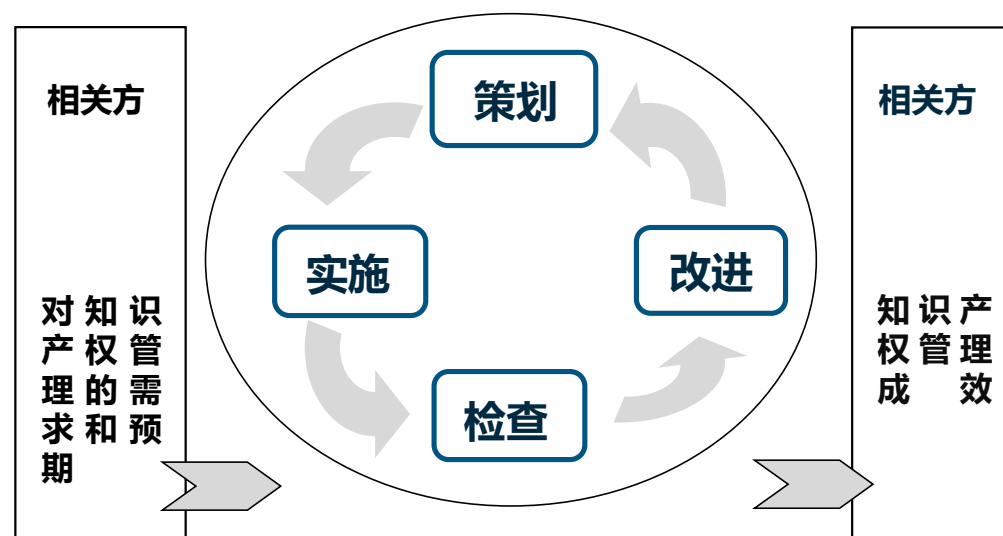 相关方
对知识
产权管
理的需
求和预
期
策划
实施
改进
检查
相关方
知识产
权管理
成效